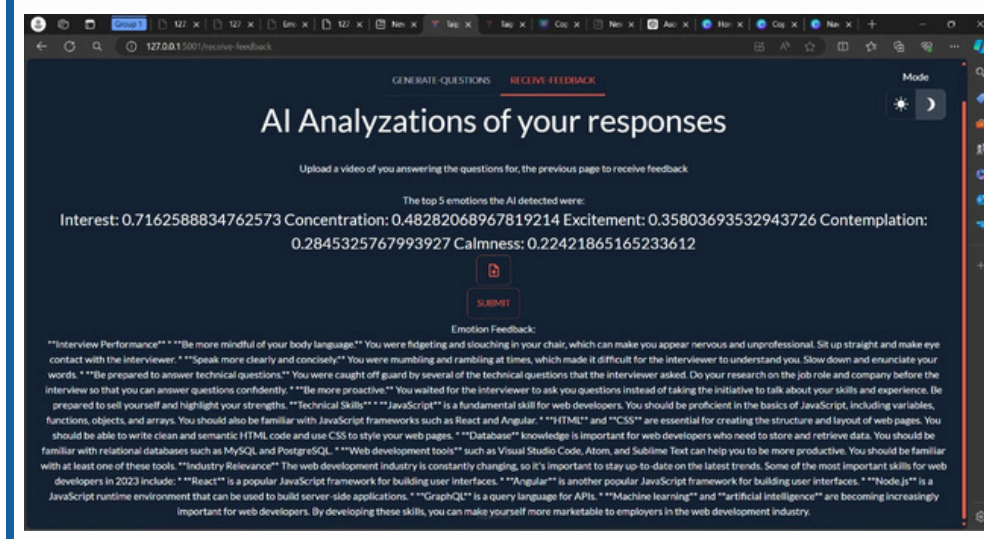 Group 1
127
127
Emo
127
Nev
Cop
Nev
Cop
127.0.0.1:5001/receive-feedback
GENERATE-QUESTIONS
RECEIVE-FEEDBACK
Mode
AI Analyzations of your responses
Upload a video of you answering the questions for, the previous page to receive feedback
The top 5 emotions the AI detected were:
Interest: 0.7162588834762573 Concentration: 0.48282068967819214 Excitement: 0.35803693532943726 Contemplation:
0.2845325767993927 Calmness: 0.22421865165233612
SUBMIT
Emotion Feedback:
**Interview Performance** * **Be more mindful of your body language.** You were fidgeting and slouching in your chair, which can make you appear nervous and unprofessional. Sit up straight and make eye
contact with the interviewer. * **Speak more clearly and concisely.** You were mumbling and rambling at times, which made it difficult for the interviewer to understand you. Slow down and enunciate your
words. * **Be prepared to answer technical questions.** You were caught off guard by several of the technical questions that the interviewer asked. Do your research on the job role and company before the
interview so that you can answer questions confidently. * **Be more proactive.** You waited for the interviewer to ask you questions instead of taking the initiative to talk about your skills and experience. Be
prepared to sell yourself and highlight your strengths. **Technical Skills** * **JavaScript** is a fundamental skill for web developers. You should be proficient in the basics of JavaScript, including variables,
functions, objects, and arrays. You should also be familiar with JavaScript frameworks such as React and Angular. * **HTML** and **CSS** are essential for creating the structure and layout of web pages. You
should be able to write clean and semantic HTML code and use CSS to style your web pages. * **Database** knowledge is important for web developers who need to store and retrieve data. You should be
familiar with relational databases such as MySQL and PostgreSQL. * **Web development tools** such as Visual Studio Code, Atom, and Sublime Text can help you to be more productive. You should be familiar
with at least one of these tools. **Industry Relevance** The web development industry is constantly changing, so it's important to stay up-to-date on the latest trends. Some of the most important skills for web
developers in 2023 include: * **React** is a popular JavaScript framework for building user interfaces. * **Angular** is another popular JavaScript framework for building user interfaces. * **Node.js** is a
JavaScript runtime environment that can be used to build server-side applications. * **GraphQL** is a query language for APIs. * **Machine learning** and **artificial intelligence** are becoming increasingly
important for web developers. By developing these skills, you can make yourself more marketable to employers in the web development industry.